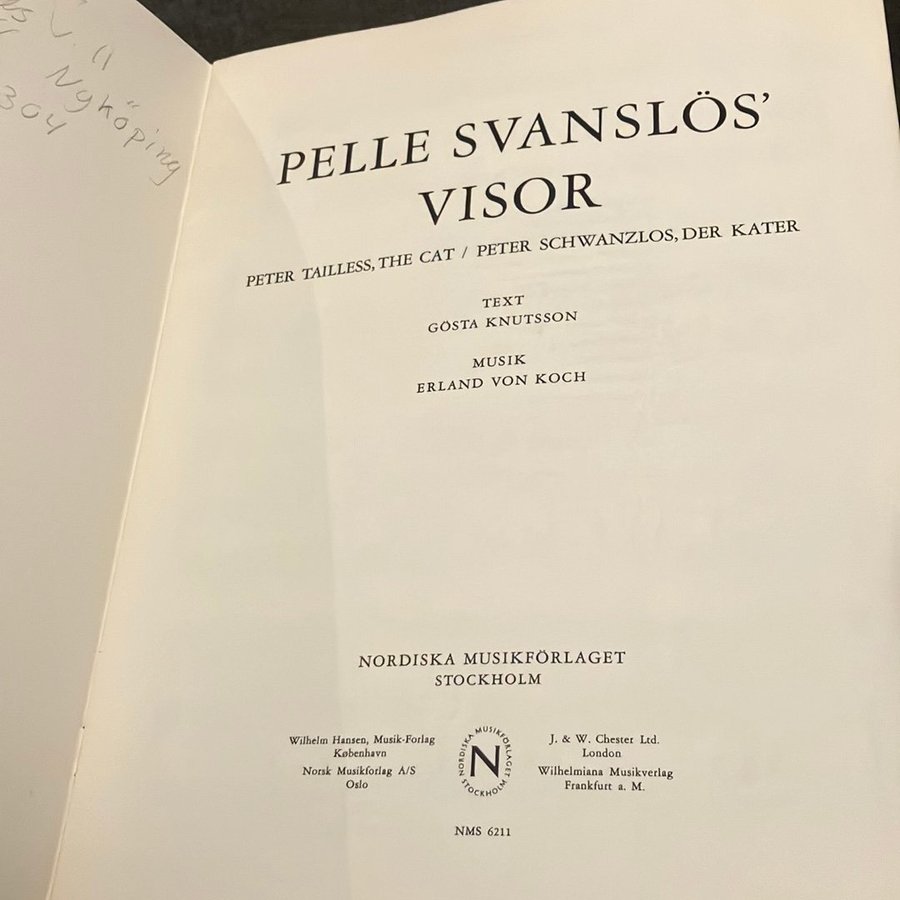 Nyköping
304
PELLE SVANSLÖS'
VISOR
PETER TAILLESS, THE CAT / PETER SCHWANZLOS, DER KATER
TEXT
GÖSTA KNUTSSON
MUSIK
ERLAND VON KOCH
NORDISKA MUSIKFÖRLAGET
STOCKHOLM
Wilhelm Hansen, Musik-Forlag
København
Norsk Musikforlag A/S
Oslo
NORDISKA MUSIKFÖRLAGET
STOCKHOLM
N
J. & W. Chester Ltd.
London
Wilhelmiana Musikverlag
Frankfurt a. M.
NMS 6211